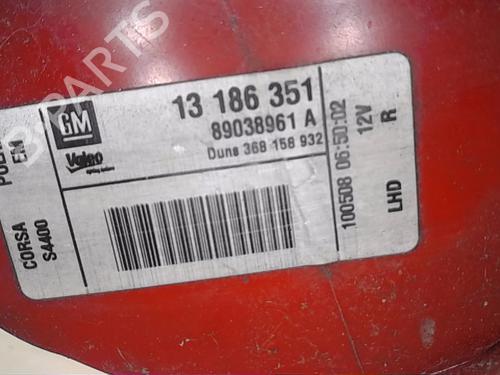 GM
13 186 351
89038961 A
Valeo
Duns 368 158 932
CORSA
S4400
EM
100508 06:50:02
12V
R
LHD
B-PARTS